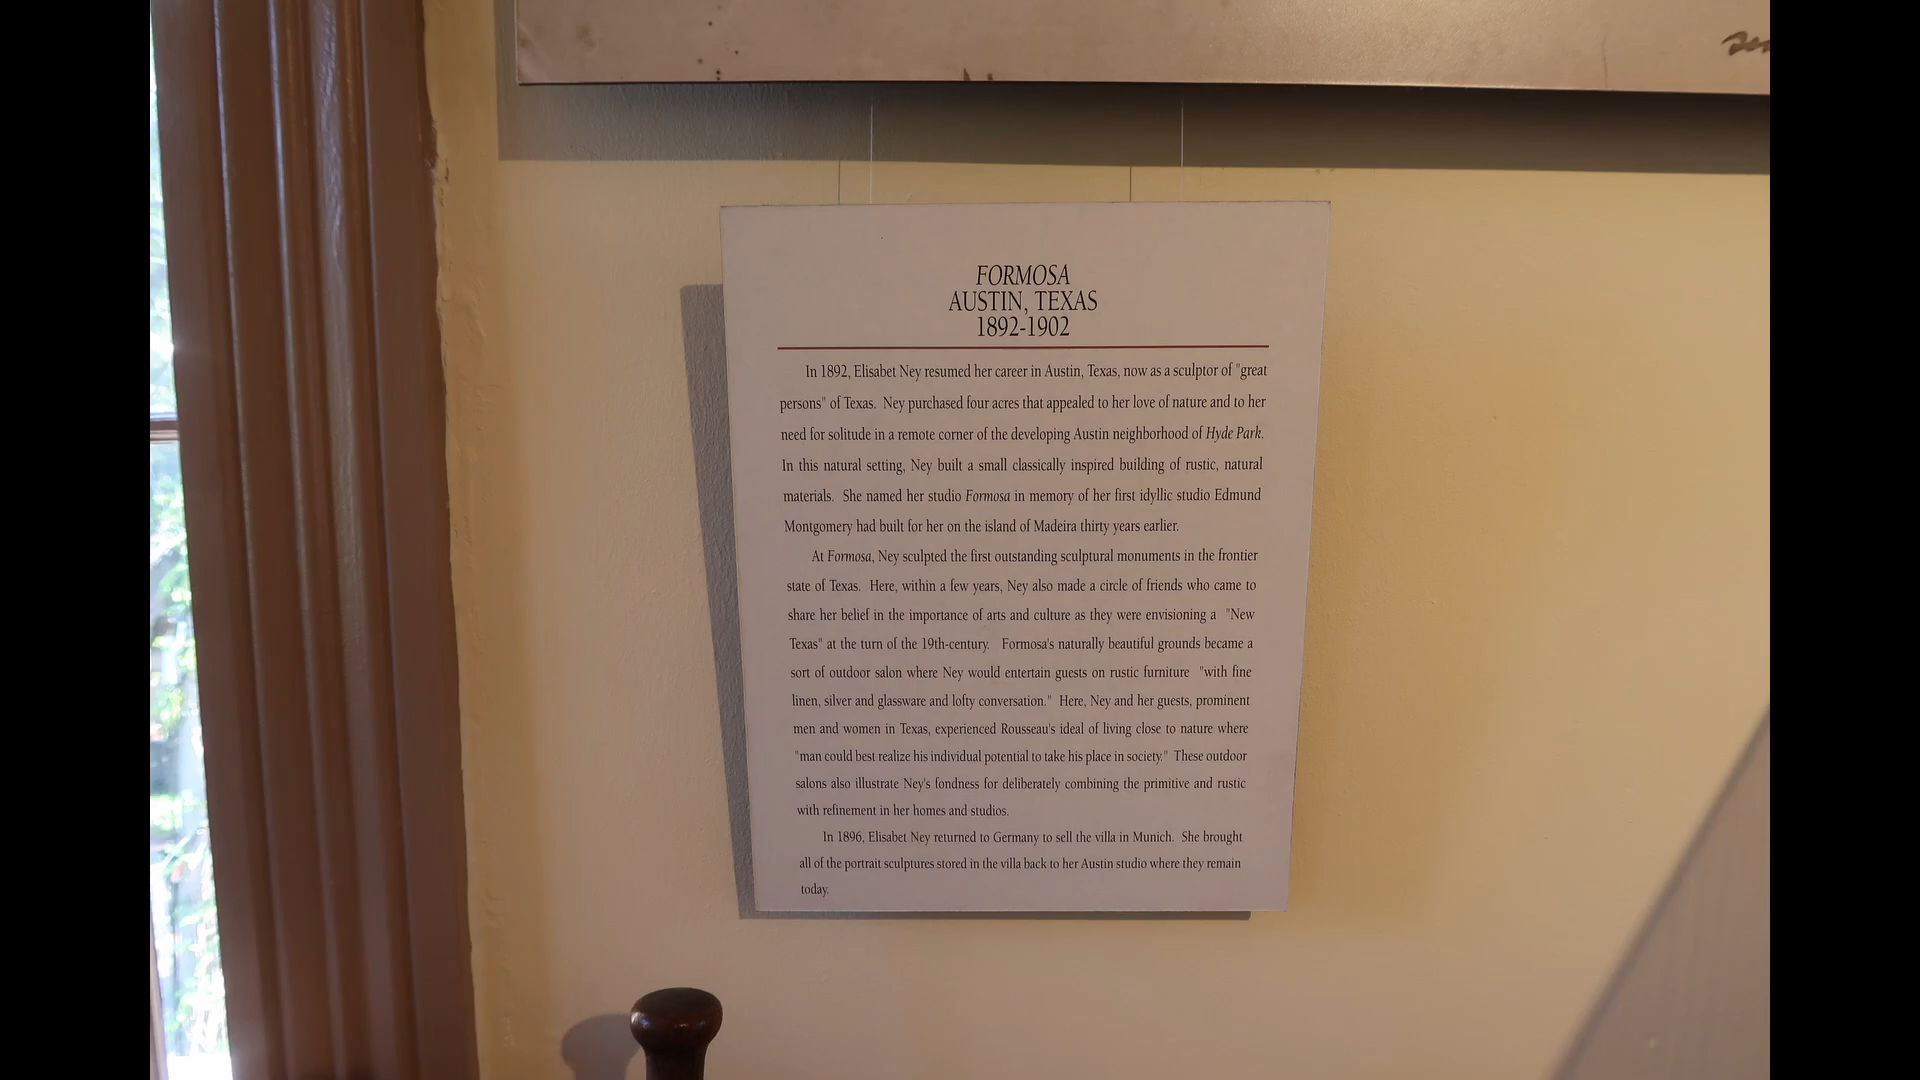 FORMOSA
AUSTIN, TEXAS
1892-1902
In 1892, Elisabet Ney resumed her career in Austin, Texas, now as a sculptor of "great
persons" of Texas. Ney purchased four acres that appealed to her love of nature and to her
need for solitude in a remote corner of the developing Austin neighborhood of Hyde Park.
In this natural setting, Ney built a small classically inspired building of rustic, natural
materials. She named her studio Formosa in memory of her first idyllic studio Edmund
Montgomery had built for her on the island of Madeira thirty years earlier.
At Formosa, Ney sculpted the first outstanding sculptural monuments in the frontier
state of Texas. Here, within a few years, Ney also made a circle of friends who came to
share her belief in the importance of arts and culture as they were envisioning a "New
Texas" at the turn of the 19th-century. Formosa's naturally beautiful grounds became a
sort of outdoor salon where Ney would entertain guests on rustic furniture "with fine
linen, silver and glassware and lofty conversation." Here, Ney and her guests, prominent
men and women in Texas, experienced Rousseau's ideal of living close to nature where
"man could best realize his individual potential to take his place in society." These outdoor
salons also illustrate Ney's fondness for deliberately combining the primitive and rustic
with refinement in her homes and studios.
In 1896, Elisabet Ney returned to Germany to sell the villa in Munich. She brought
all of the portrait sculptures stored in the villa back to her Austin studio where they remain
today.